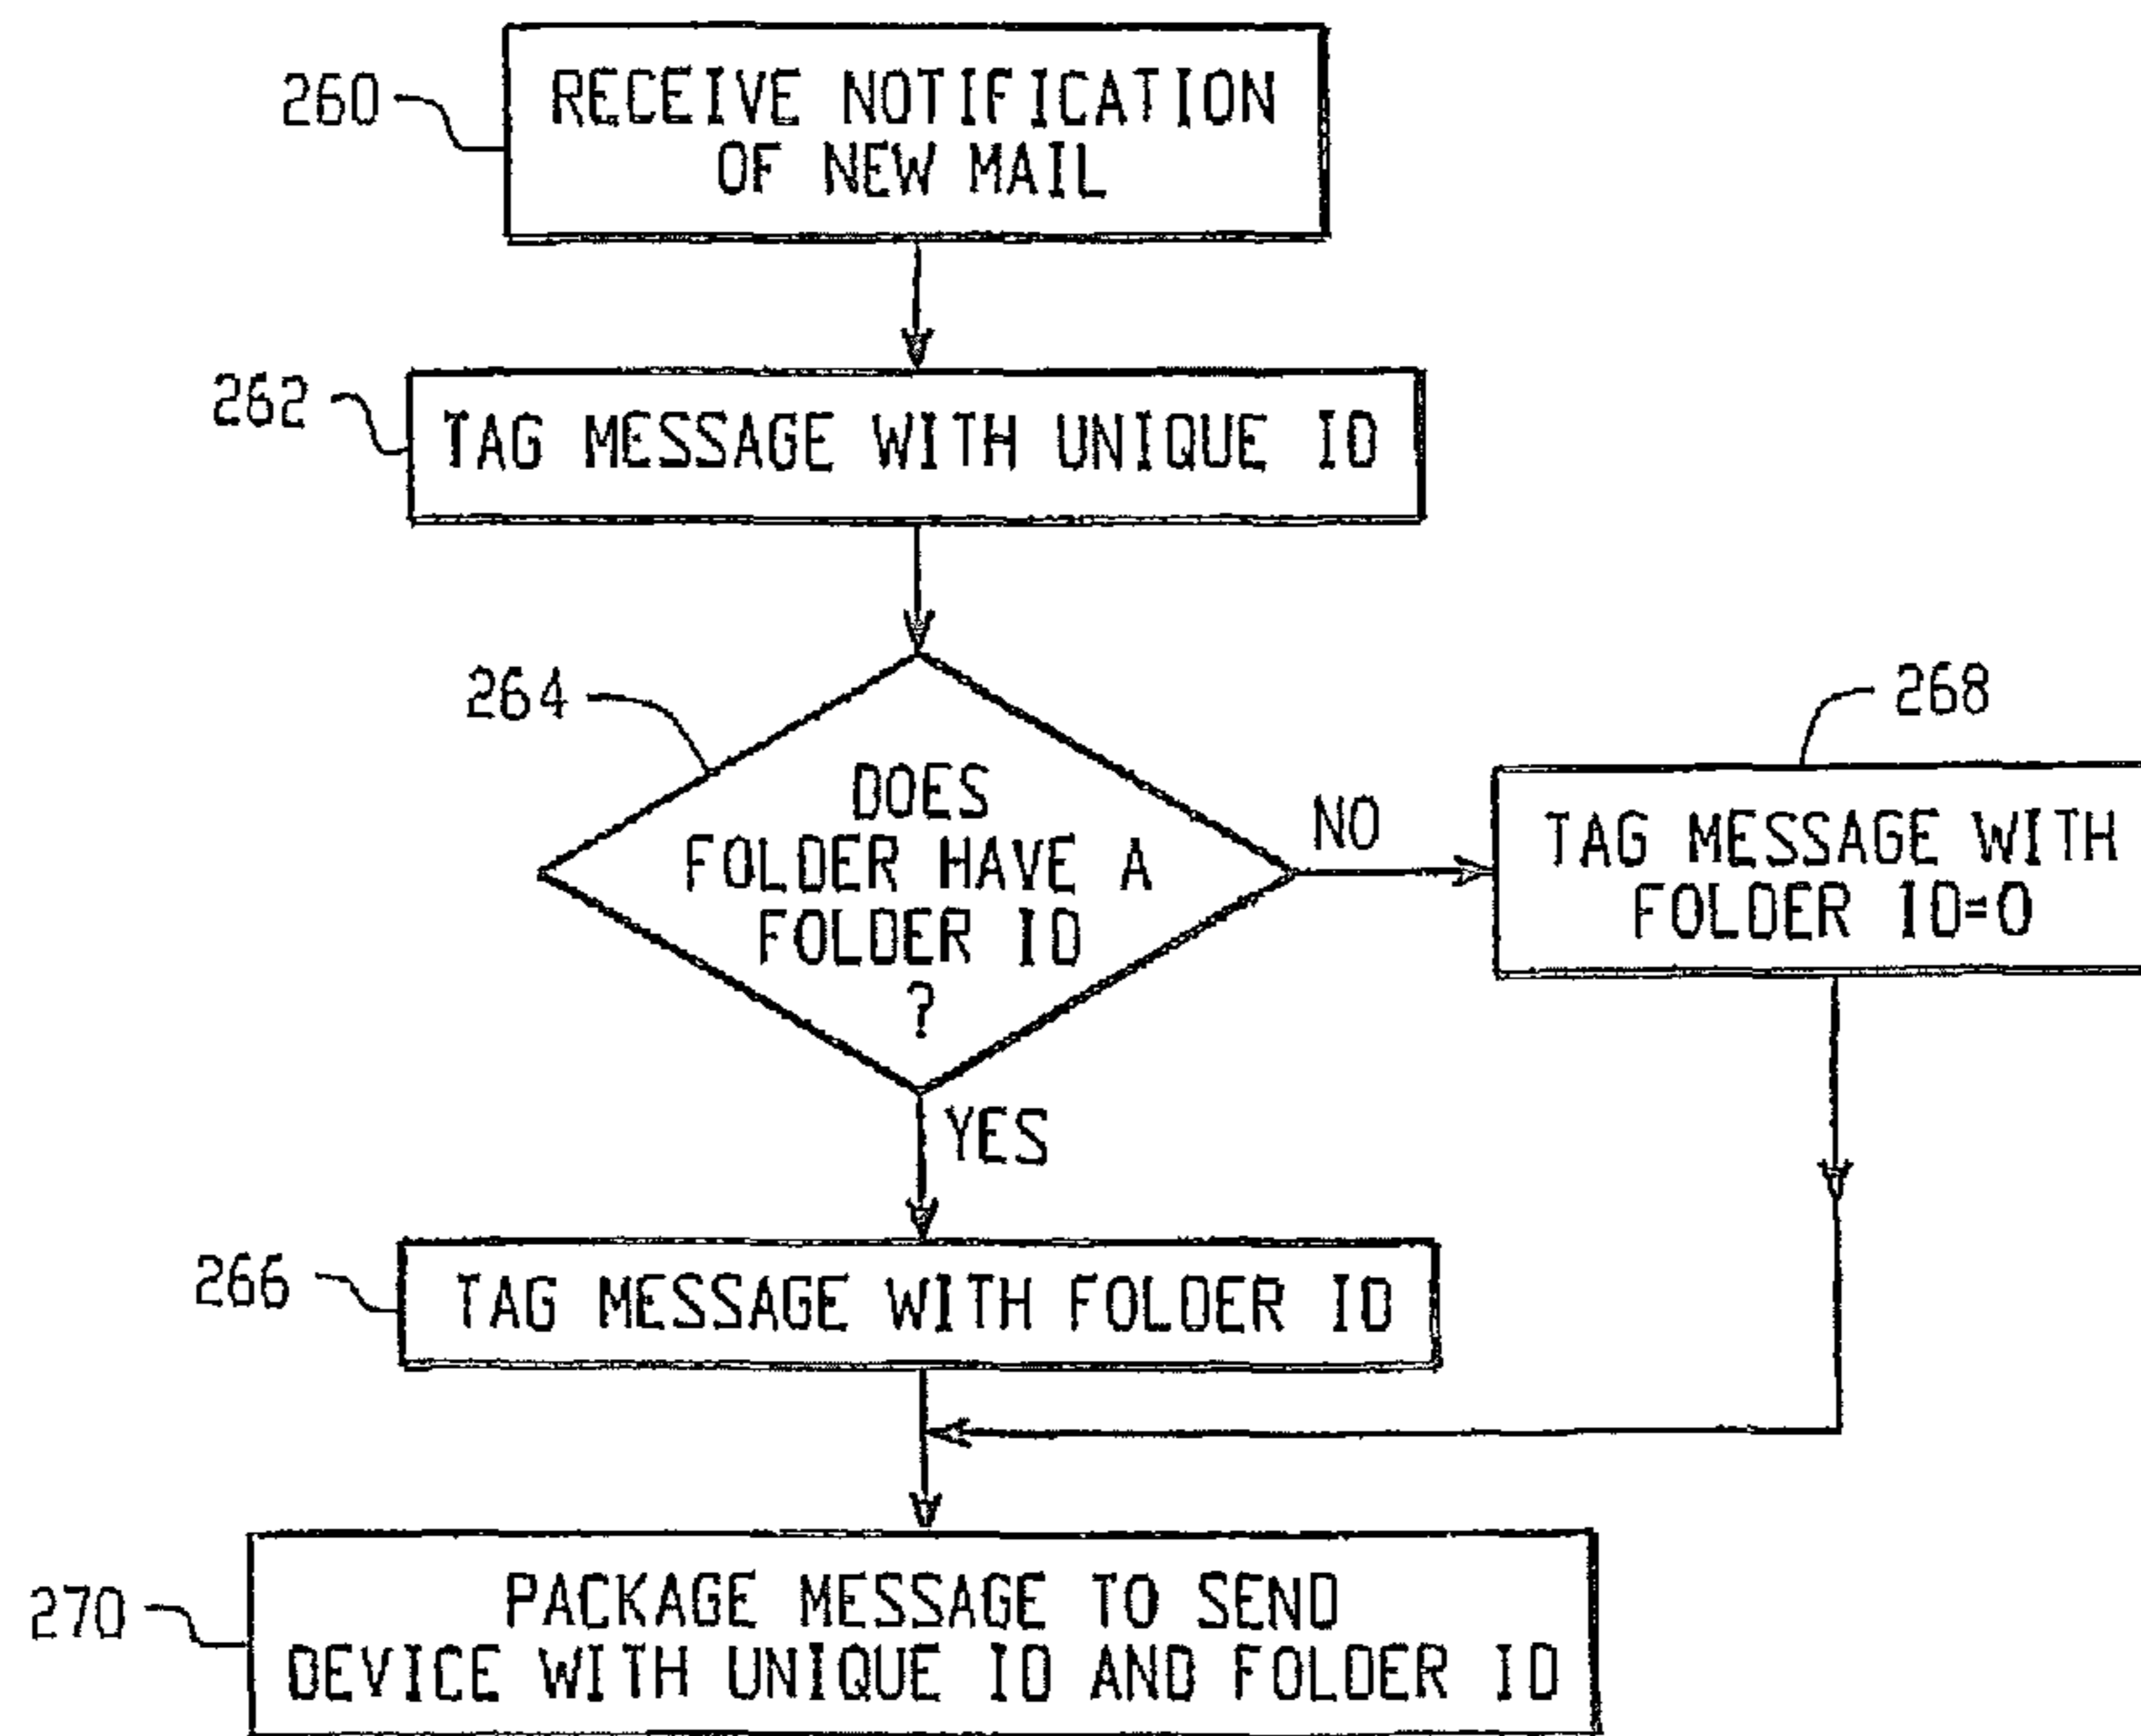 260
RECEIVE NOTIFICATION
OF NEW MAIL
262
TAG MESSAGE WITH UNIQUE ID
264
DOES
FOLDER HAVE A
FOLDER ID
?
NO
268
TAG MESSAGE WITH
FOLDER ID=0
YES
266
TAG MESSAGE WITH FOLDER ID
270
PACKAGE MESSAGE TO SEND
DEVICE WITH UNIQUE ID AND FOLDER ID